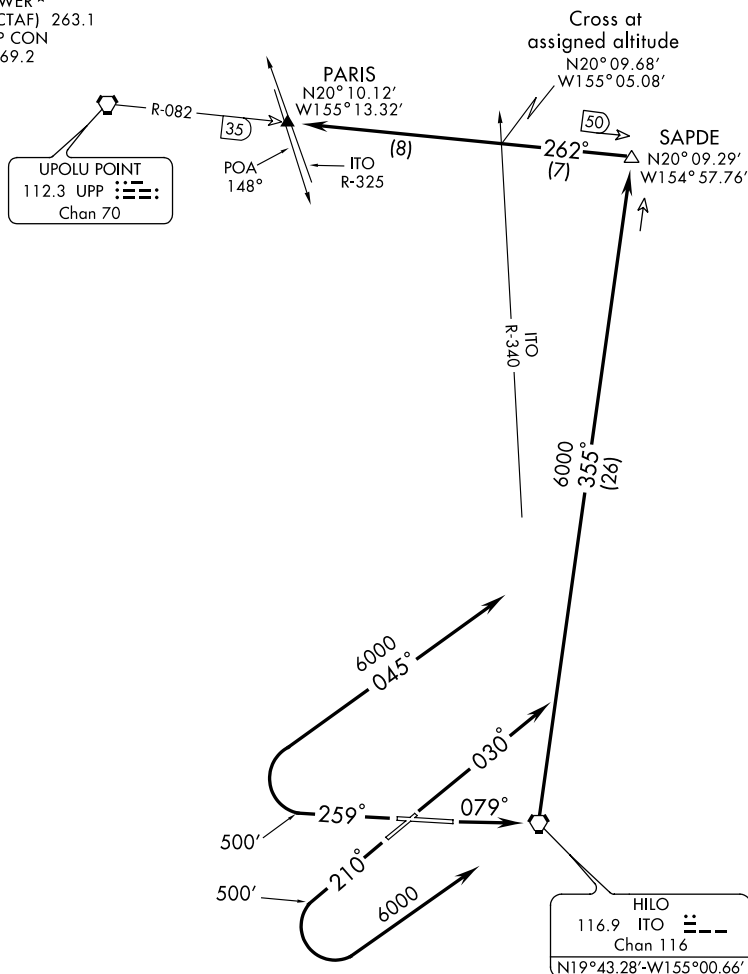 WER *
CTAF) 263.1
P CON
69.2
Cross at
assigned altitude
N20° 09.68'
W155° 05.08'
PARIS
N20° 10.12'
W155° 13.32'
R-082
35
50
SAPDE
N20° 09.29'
W154° 57.76'
(8)
262°
(7)
POA
148°
ITO
R-325
UPOLU POINT
112.3 UPP
Chan 70
ITO
R-340
6000
355°
(26)
6000
045°
030°
259°
079°
500'
210°
500'
6000
HILO
116.9 ITO
Chan 116
N19° 43.28'-W155° 00.66'